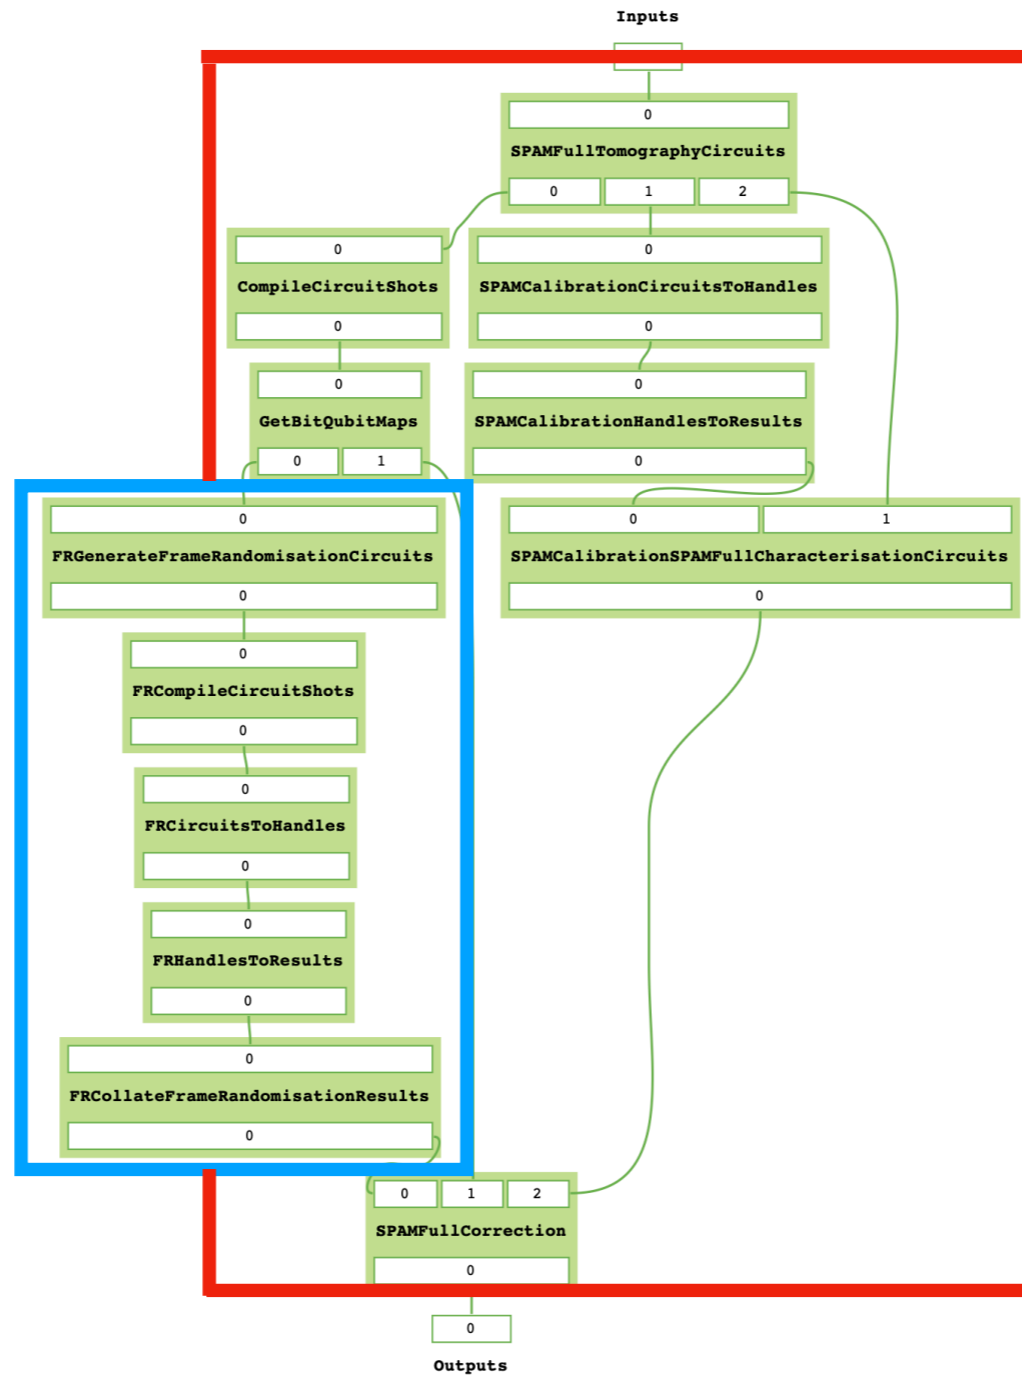 Inputs
0
SPAMFullTomographyCircuits
0 1 2
0 0
CompileCircuitShots SPAMCalibrationCircuitsToHandles
0 0
0 0
GetBitQubitMaps SPAMCalibrationHandlesToResults
0 1 0
0 0 1
FRGenerateFrameRandomisationCircuits SPAMCalibrationSPAMFullCharacterisationCircuits
0 0
0
FRCompileCircuitShots
0
0
FRCircuitsToHandles
0
0
FRHandlesToResults
0
0
FRCollateFrameRandomisationResults
0
0 1 2
SPAMFullCorrection
0
0
Outputs